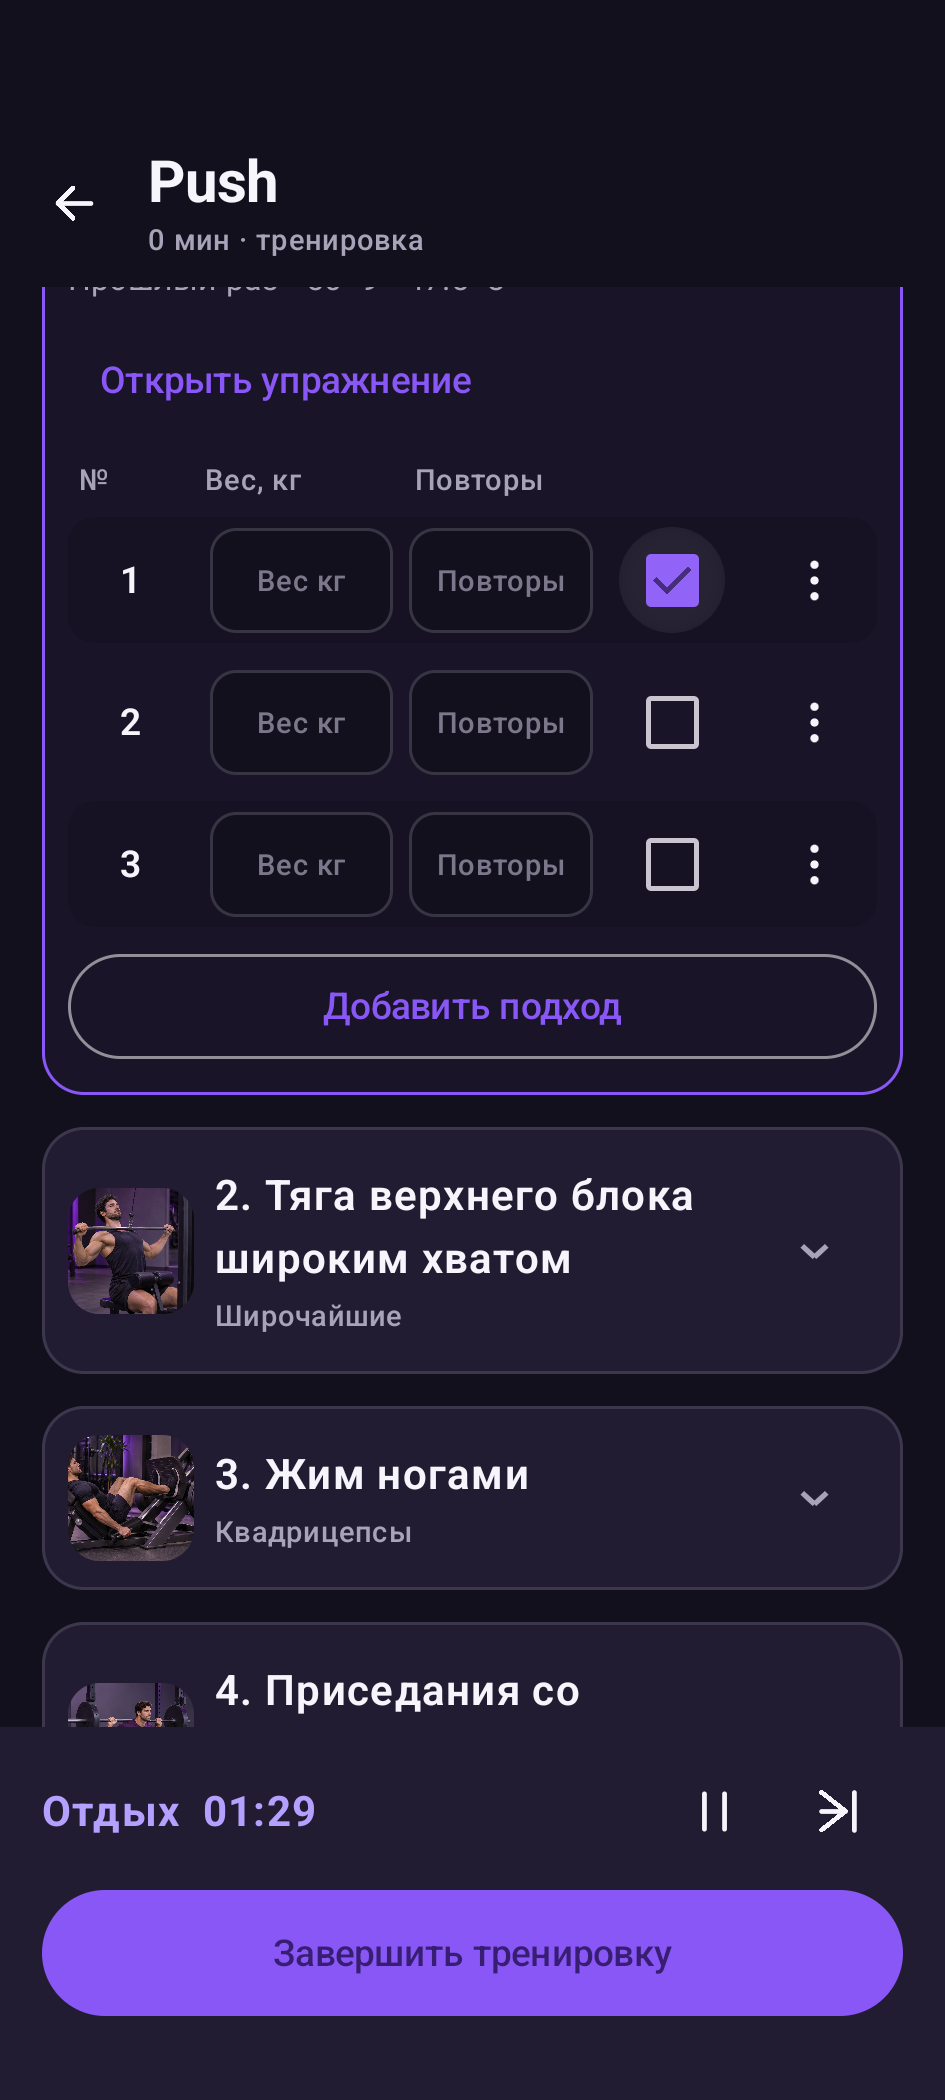 Push
0 мин · тренировка
Открыть упражнение
№ Вес, кг Повторы
1 Вес кг Повторы
2 Вес кг Повторы
3 Вес кг Повторы
Добавить подход
2. Тяга верхнего блока
широким хватом
Широчайшие
3. Жим ногами
Квадрицепсы
4. Приседания со
Отдых 01:29
Завершить тренировку